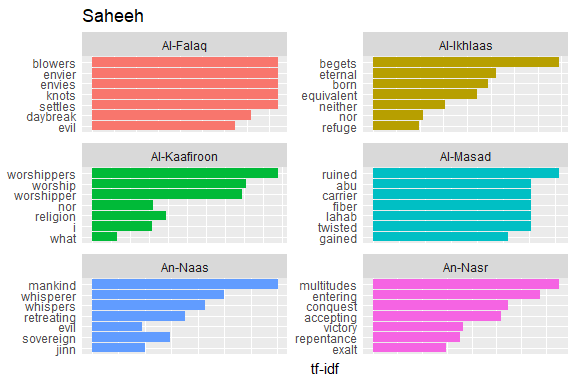 Saheeh
Al-Falaq
blowers
envier
envies
knots
settles
daybreak
evil
Al-Ikhlaas
begets
eternal
born
equivalent
neither
nor
refuge
Al-Kaafiroon
worshippers
worship
worshipper
nor
religion
i
what
Al-Masad
ruined
abu
carrier
fiber
lahab
twisted
gained
An-Naas
mankind
whisperer
whispers
retreating
evil
sovereign
jinn
An-Nasr
multitudes
entering
conquest
accepting
victory
repentance
exalt
tf-idf